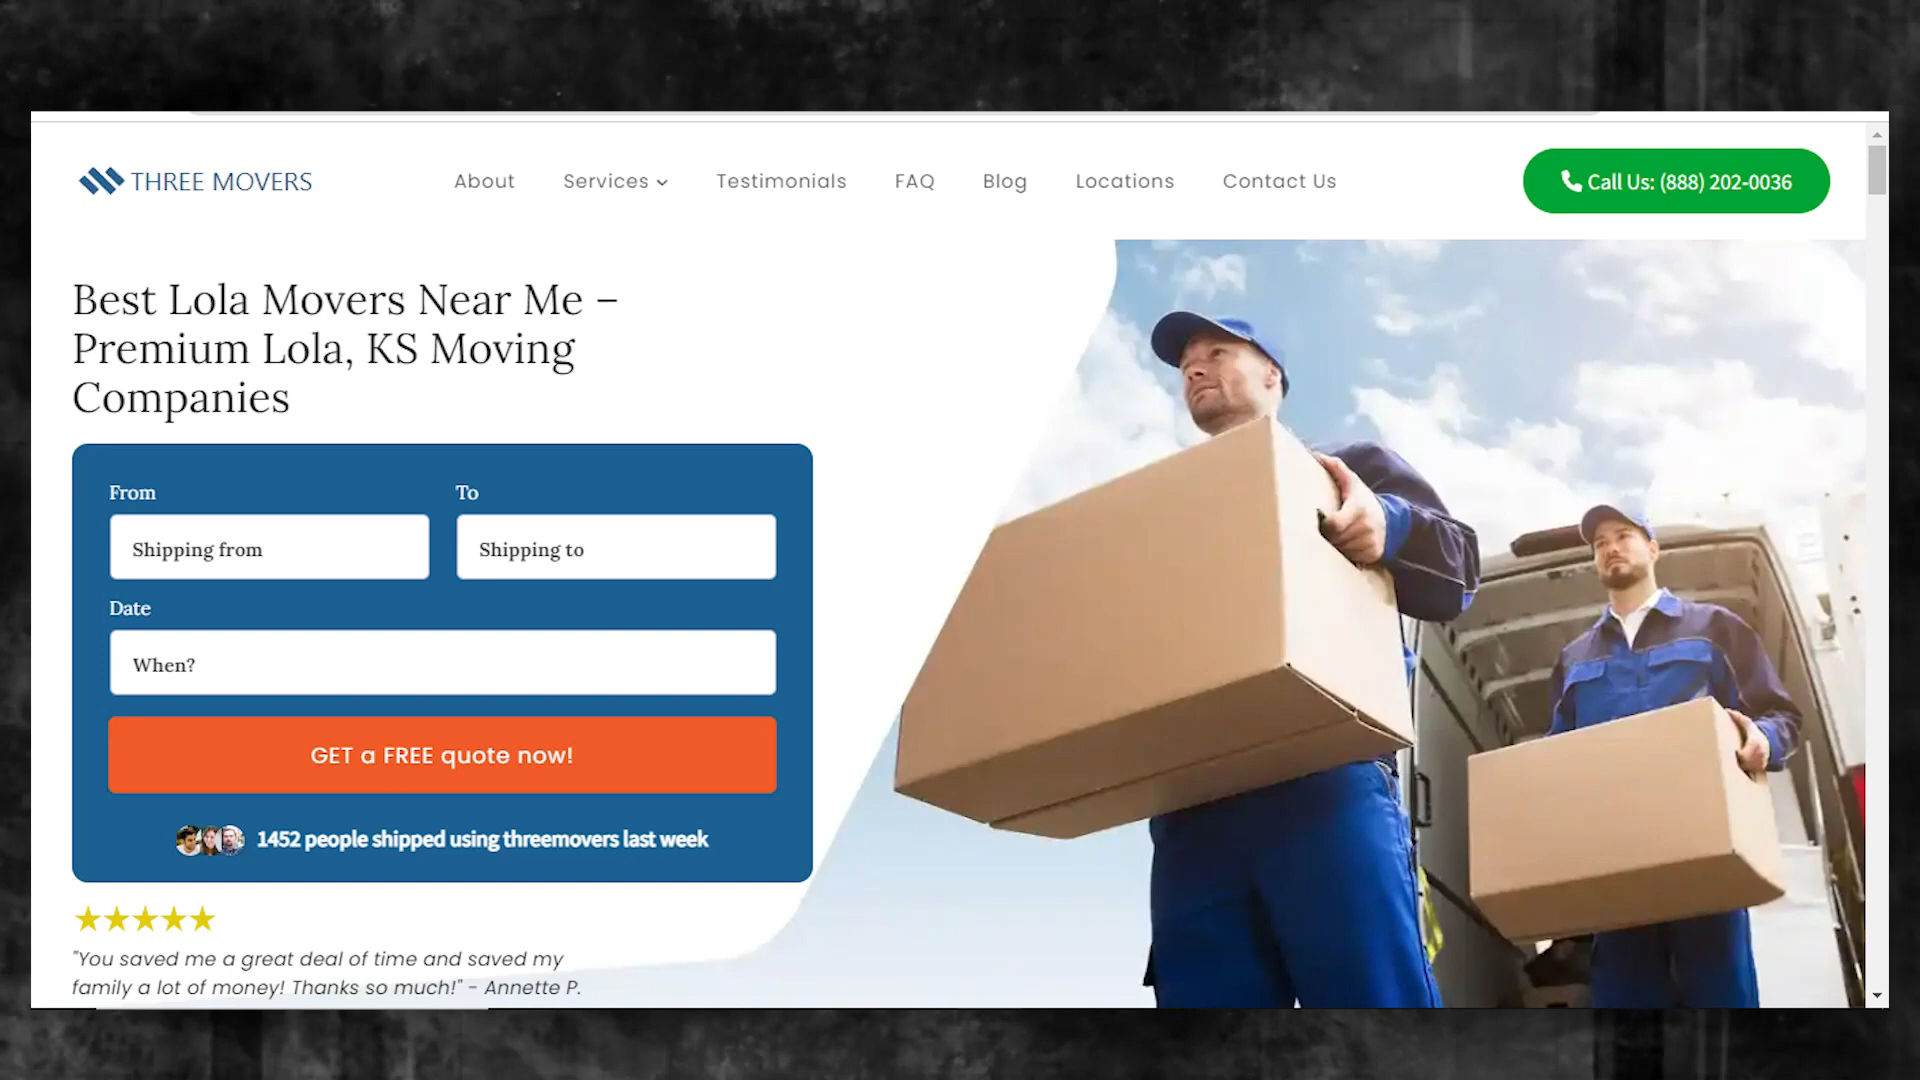 THREE MOVERS
About
Services
Testimonials
FAQ
Blog
Locations
Contact Us
Call Us: (888) 202-0036
Best Lola Movers Near Me –
Premium Lola, KS Moving
Companies
From
To
Shipping from
Shipping to
Date
When?
GET a FREE quote now!
1452 people shipped using threemovers last week
"You saved me a great deal of time and saved my
family a lot of money! Thanks so much!" - Annette P.